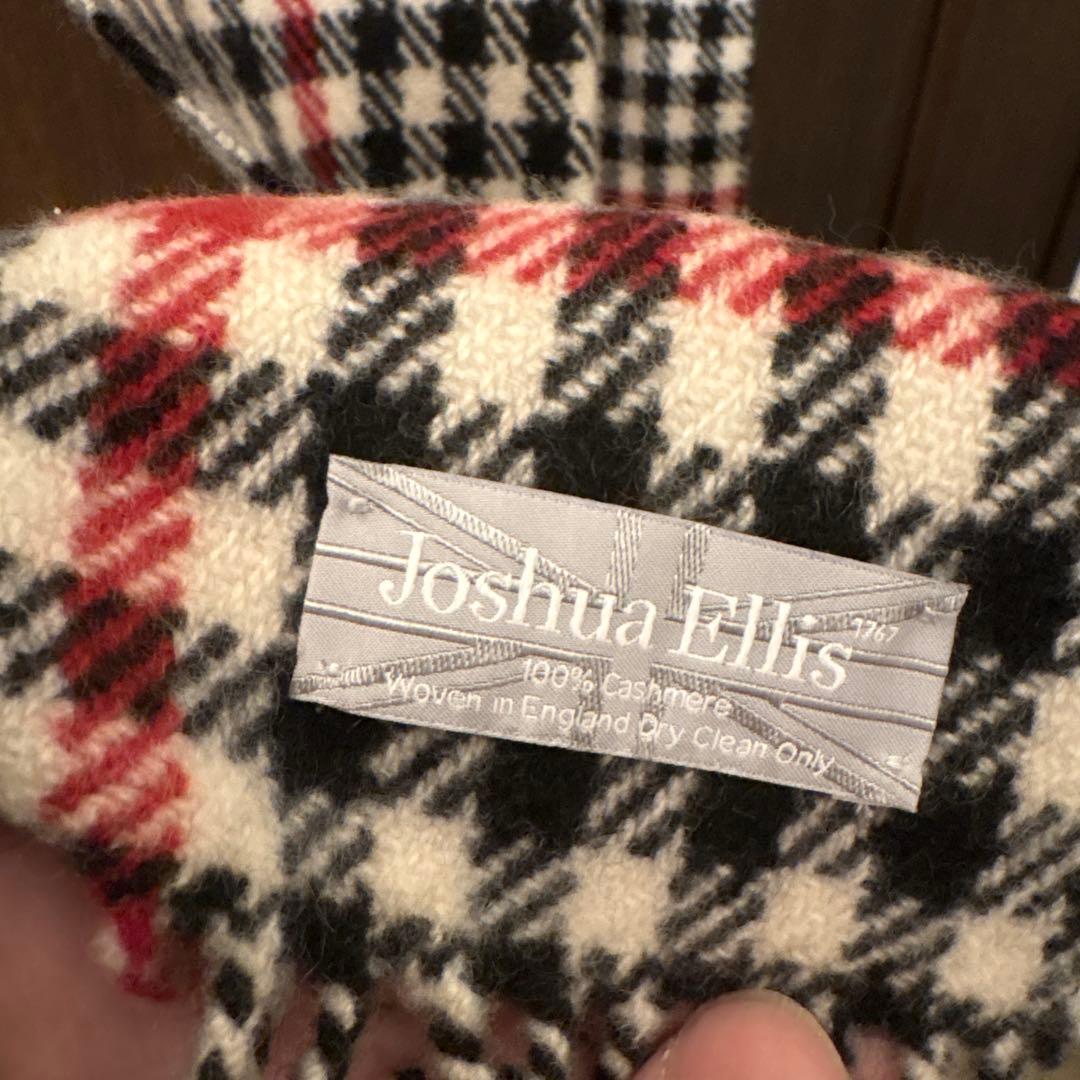 Joshua Ellis 1767
100% Cashmere
Woven in England Dry Clean Only